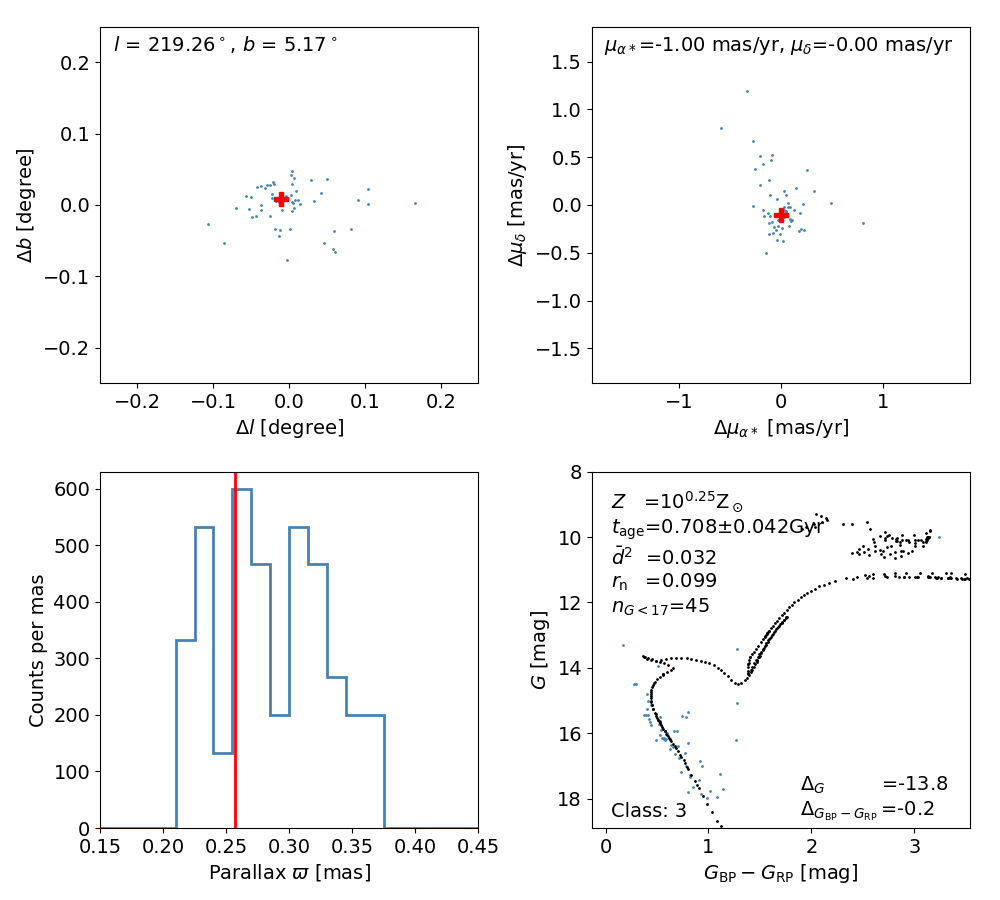 l = 219.26°, b = 5.17°
0.2
0.1
0.0
−0.1
−0.2
Δb [degree]
−0.2 −0.1 0.0 0.1 0.2
Δl [degree]
μα*=-1.00 mas/yr, μδ=-0.00 mas/yr
1.5
1.0
0.5
0.0
−0.5
−1.0
−1.5
Δμδ [mas/yr]
−1 0 1
Δμα* [mas/yr]
600
500
400
300
200
100
0
Counts per mas
0.15 0.20 0.25 0.30 0.35 0.40 0.45
Parallax ϖ [mas]
8
10
12
14
16
18
G [mag]
Z =10^0.25 Z⊙
t_age=0.708±0.042Gyr
d̄² =0.032
r_n =0.099
n_G<17=45
Δ_G =-13.8
Class: 3 Δ_GBP−GRP =-0.2
0 1 2 3
G_BP − G_RP [mag]